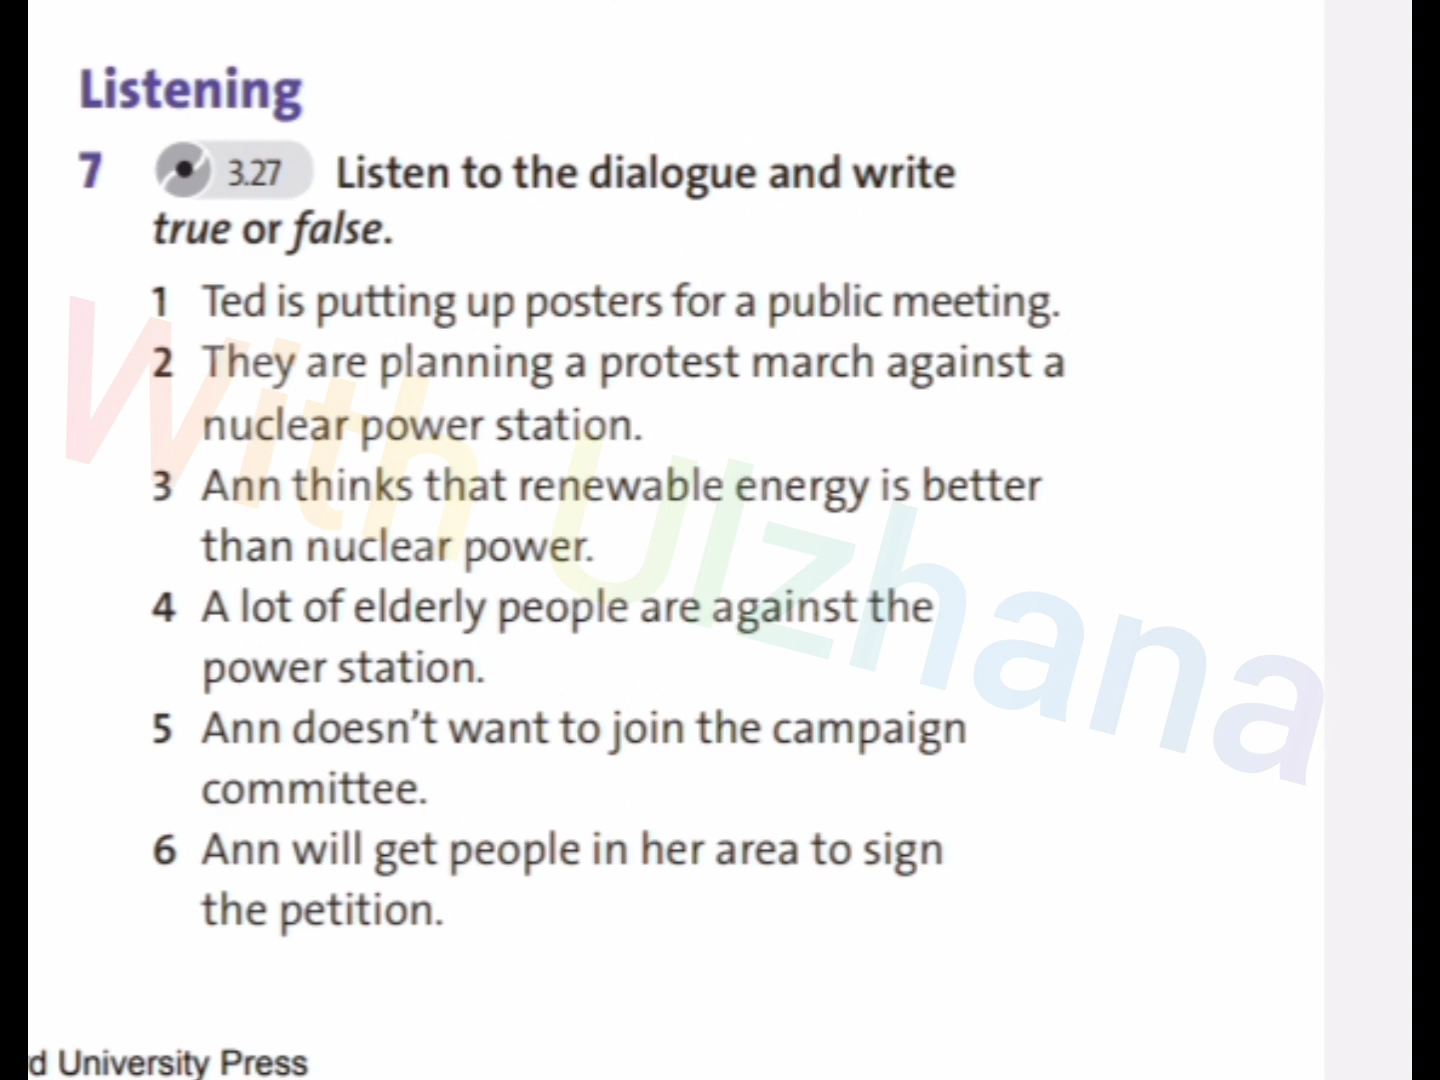 Listening
7 3.27 Listen to the dialogue and write
true or false.
1 Ted is putting up posters for a public meeting.
2 They are planning a protest march against a
nuclear power station.
3 Ann thinks that renewable energy is better
than nuclear power.
4 A lot of elderly people are against the
power station.
5 Ann doesn't want to join the campaign
committee.
6 Ann will get people in her area to sign
the petition.
With Ulzhana
d University Press